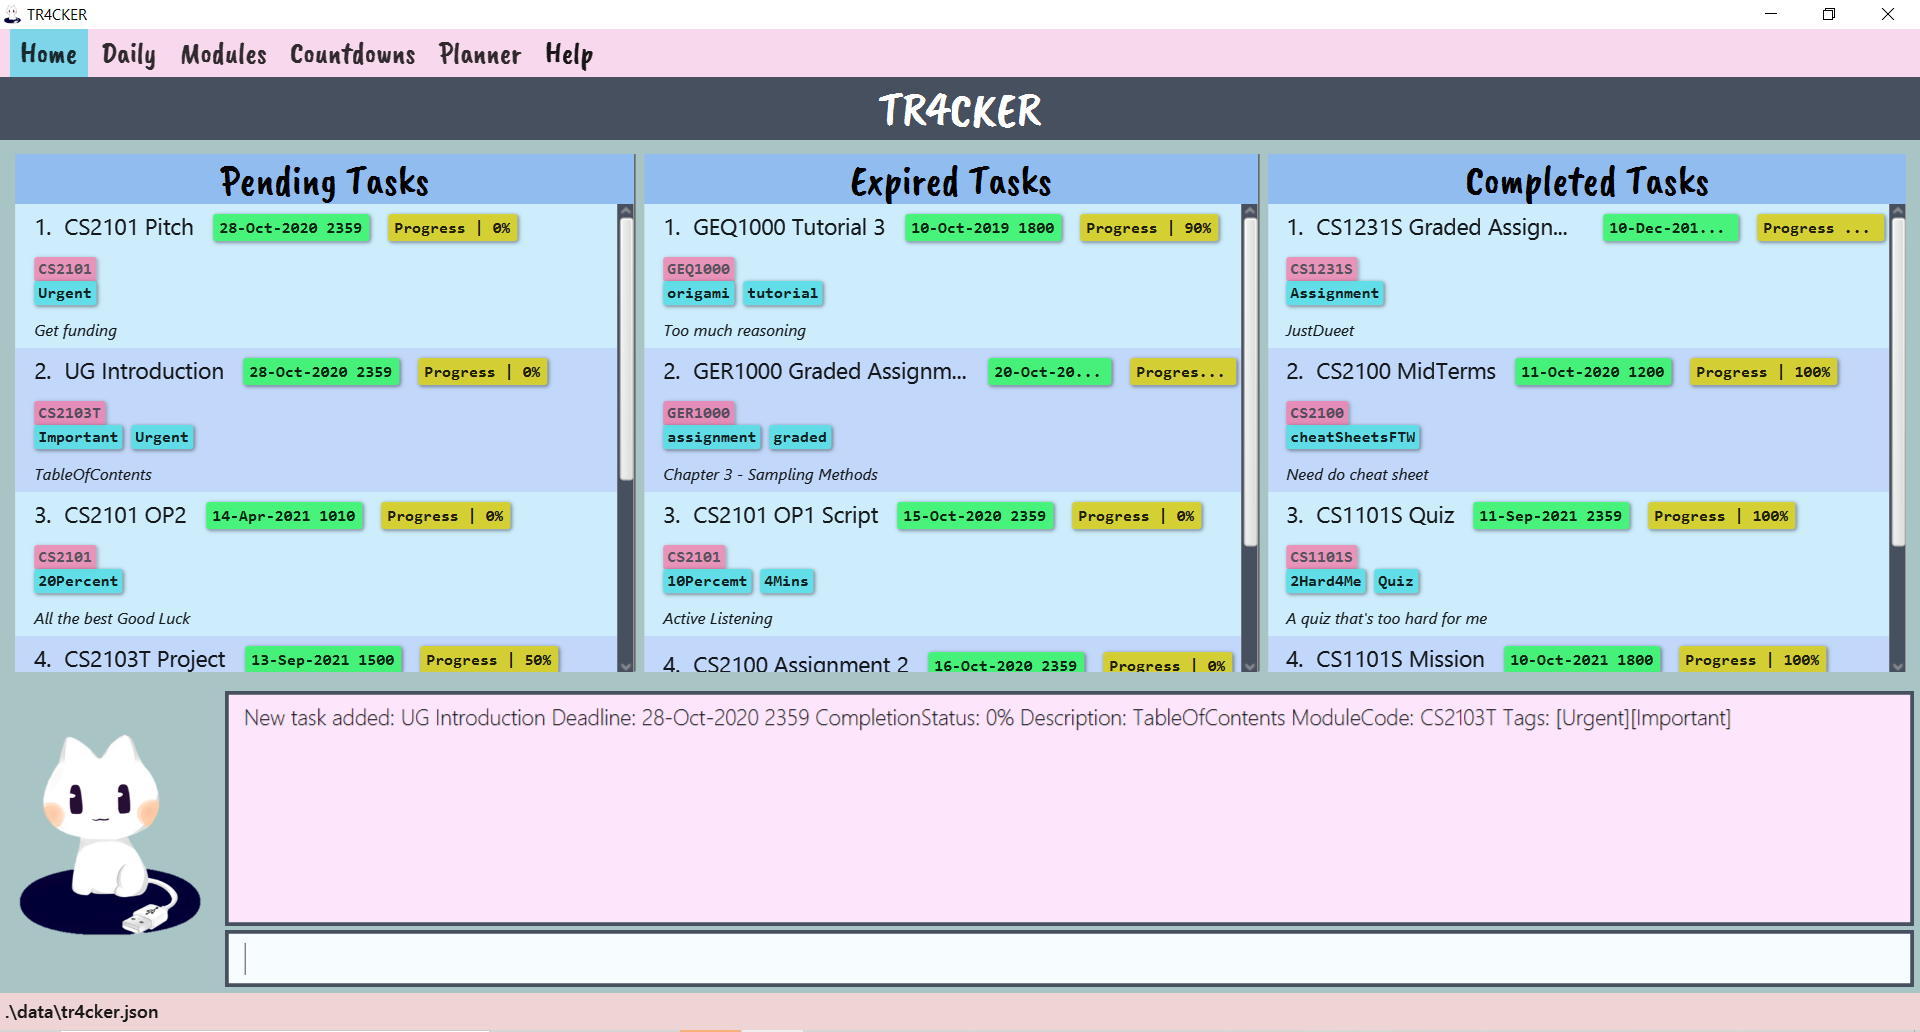 TR4CKER
Home Daily Modules Countdowns Planner Help
TR4CKER
Pending Tasks
1. CS2101 Pitch 28-Oct-2020 2359 Progress | 0%
CS2101
Urgent
Get funding
2. UG Introduction 28-Oct-2020 2359 Progress | 0%
CS2103T
Important Urgent
TableOfContents
3. CS2101 OP2 14-Apr-2021 1010 Progress | 0%
CS2101
20Percent
All the best Good Luck
4. CS2103T Project 13-Sep-2021 1500 Progress | 50%
Expired Tasks
1. GEQ1000 Tutorial 3 10-Oct-2019 1800 Progress | 90%
GEQ1000
origami tutorial
Too much reasoning
2. GER1000 Graded Assignm... 20-Oct-20... Progres...
GER1000
assignment graded
Chapter 3 - Sampling Methods
3. CS2101 OP1 Script 15-Oct-2020 2359 Progress | 0%
CS2101
10Percemt 4Mins
Active Listening
4. CS2100 Assignment 2 16-Oct-2020 2359 Progress | 0%
Completed Tasks
1. CS1231S Graded Assign... 10-Dec-201... Progress ...
CS1231S
Assignment
JustDueet
2. CS2100 MidTerms 11-Oct-2020 1200 Progress | 100%
CS2100
cheatSheetsFTW
Need do cheat sheet
3. CS1101S Quiz 11-Sep-2021 2359 Progress | 100%
CS1101S
2Hard4Me Quiz
A quiz that's too hard for me
4. CS1101S Mission 10-Oct-2021 1800 Progress | 100%
New task added: UG Introduction Deadline: 28-Oct-2020 2359 CompletionStatus: 0% Description: TableOfContents ModuleCode: CS2103T Tags: [Urgent][Important]
.\data\tr4cker.json